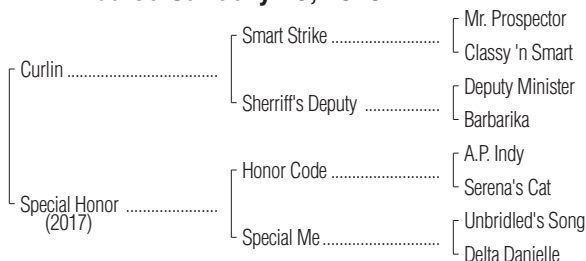 Mr. Prospector
Smart Strike ........................
Classy 'n Smart
Curlin ..................................
Deputy Minister
Sherriff's Deputy .................
Barbarika
A.P. Indy
Honor Code ........................
Serena's Cat
Special Honor .....................
(2017)
Unbridled's Song
Special Me ..........................
Delta Danielle